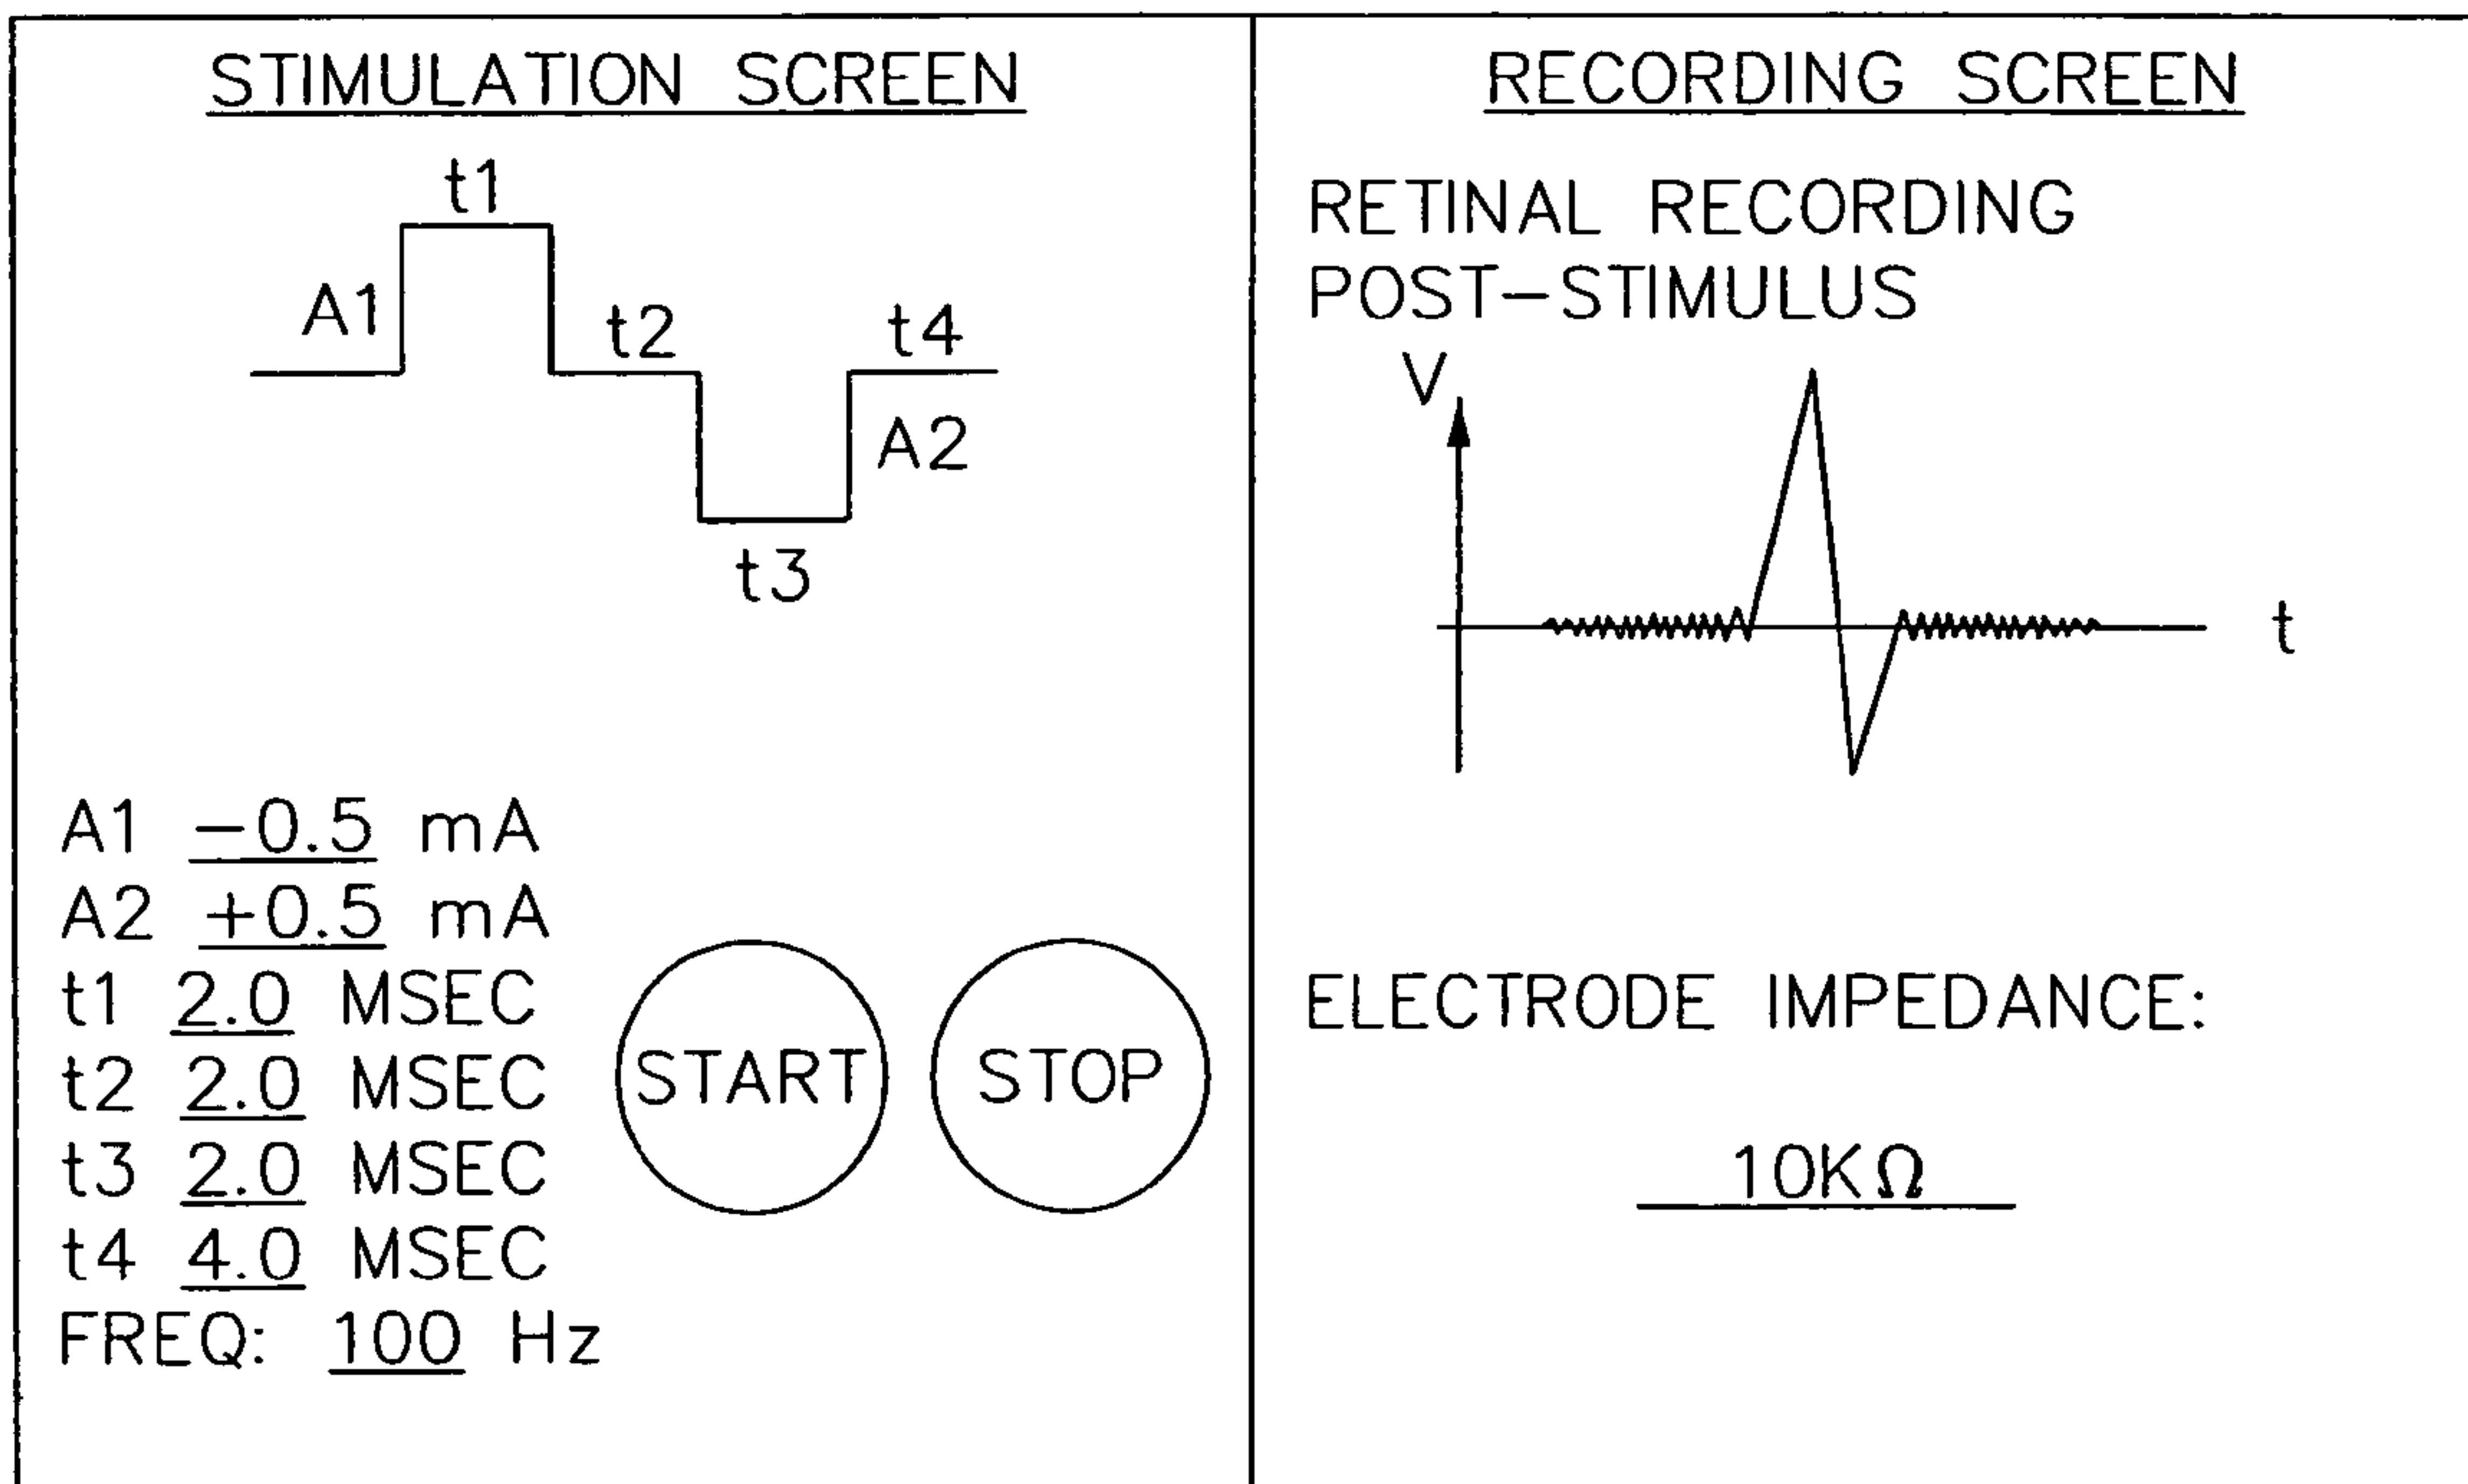 STIMULATION SCREEN
t1
A1
t2
t4
A2
t3
A1 −0.5 mA
A2 +0.5 mA
t1 2.0 MSEC
t2 2.0 MSEC
t3 2.0 MSEC
t4 4.0 MSEC
FREQ: 100 Hz
START
STOP
RECORDING SCREEN
RETINAL RECORDING
POST−STIMULUS
V
t
ELECTRODE IMPEDANCE:
10KΩ